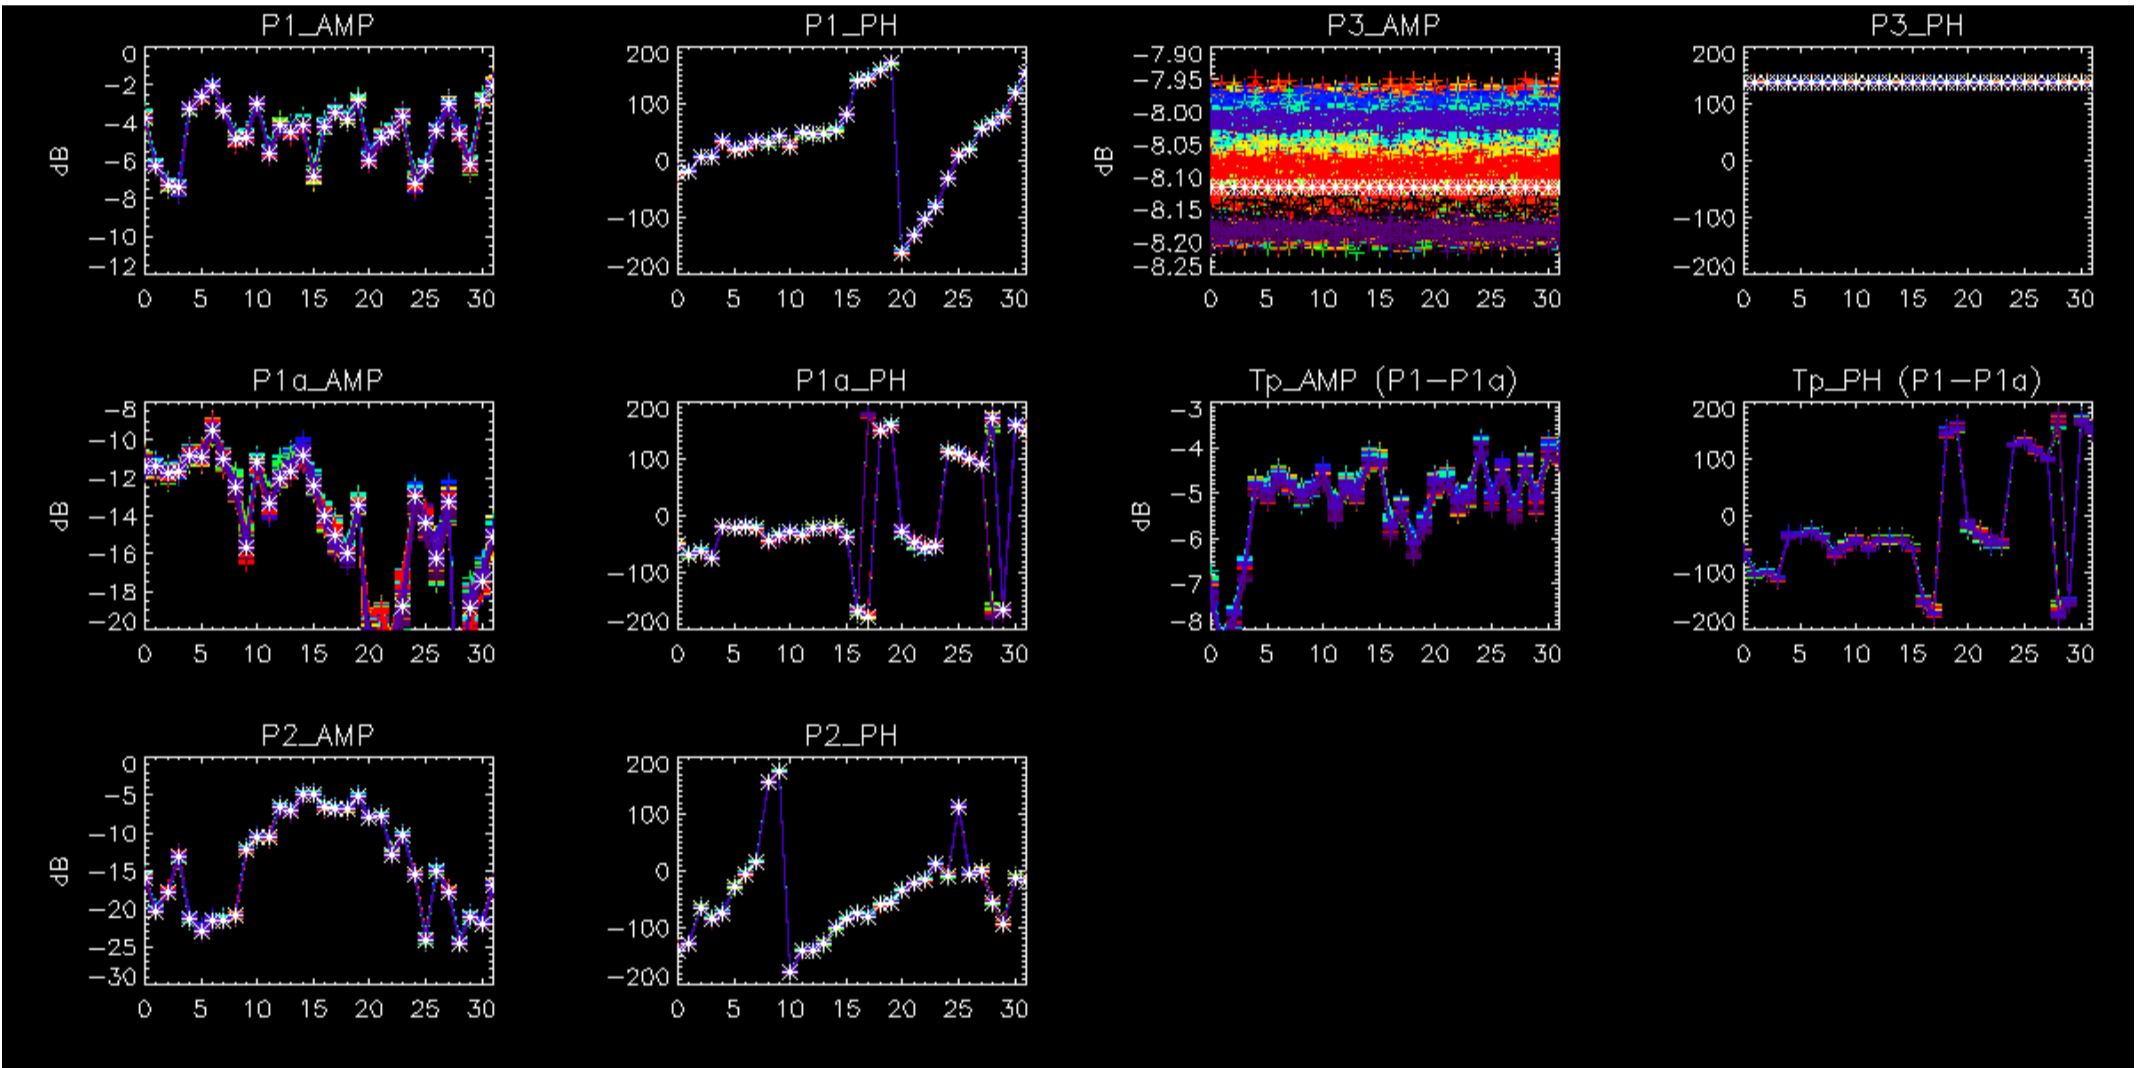 P1_AMP
0
−2
−4
−6
−8
−10
−12
dB
0 5 10 15 20 25 30
P1_PH
200
100
0
−100
−200
0 5 10 15 20 25 30
P3_AMP
−7.90
−7.95
−8.00
−8.05
−8.10
−8.15
−8.20
−8.25
dB
0 5 10 15 20 25 30
P3_PH
200
100
0
−100
−200
0 5 10 15 20 25 30
P1a_AMP
−8
−10
−12
−14
−16
−18
−20
dB
0 5 10 15 20 25 30
P1a_PH
200
100
0
−100
−200
0 5 10 15 20 25 30
Tp_AMP (P1−P1a)
−3
−4
−5
−6
−7
−8
dB
0 5 10 15 20 25 30
Tp_PH (P1−P1a)
200
100
0
−100
−200
0 5 10 15 20 25 30
P2_AMP
0
−5
−10
−15
−20
−25
−30
dB
0 5 10 15 20 25 30
P2_PH
200
100
0
−100
−200
0 5 10 15 20 25 30